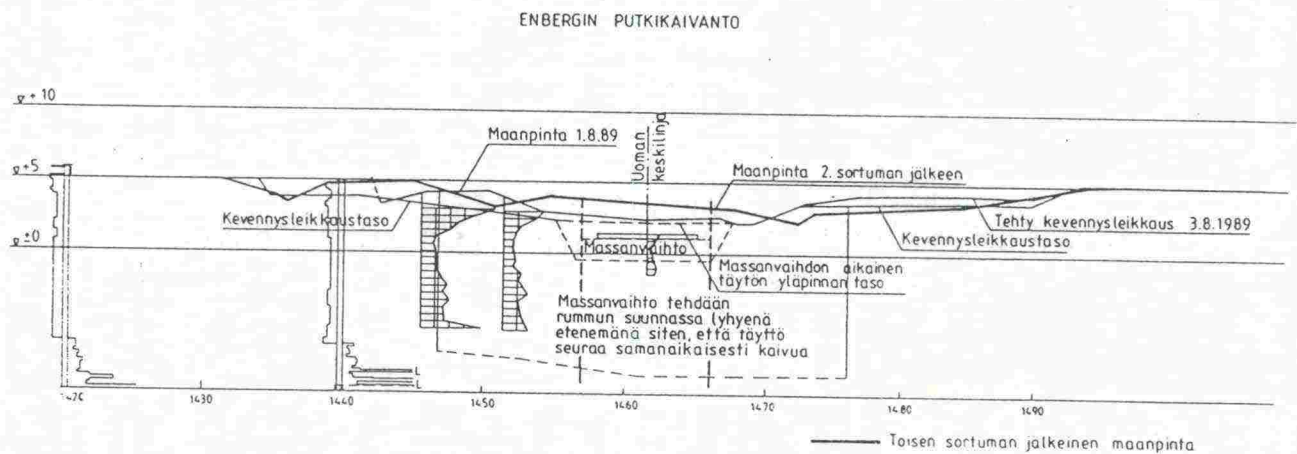 ENBERGIN PUTKIKAIVANTO
+10
Maanpinta 1.8.89
Uoman
keskilinja
+5
Maanpinta 2. sortuman jälkeen
Kevennysleikkaustaso
Tehty kevennysleikkaus 3.8.1989
Kevennysleikkaustaso
±0
Massanvaihto
Massanvaihdon aikainen
täytön yläpinnan taso
Massanvaihto tehdään
rummun suunnassa lyhyenä
etenemänä siten, että täyttö
seuraa samanaikaisesti kaivua
L
L
1420
1430
1440
1450
1460
1470
1480
1490
Toisen sortuman jälkeinen maanpinta